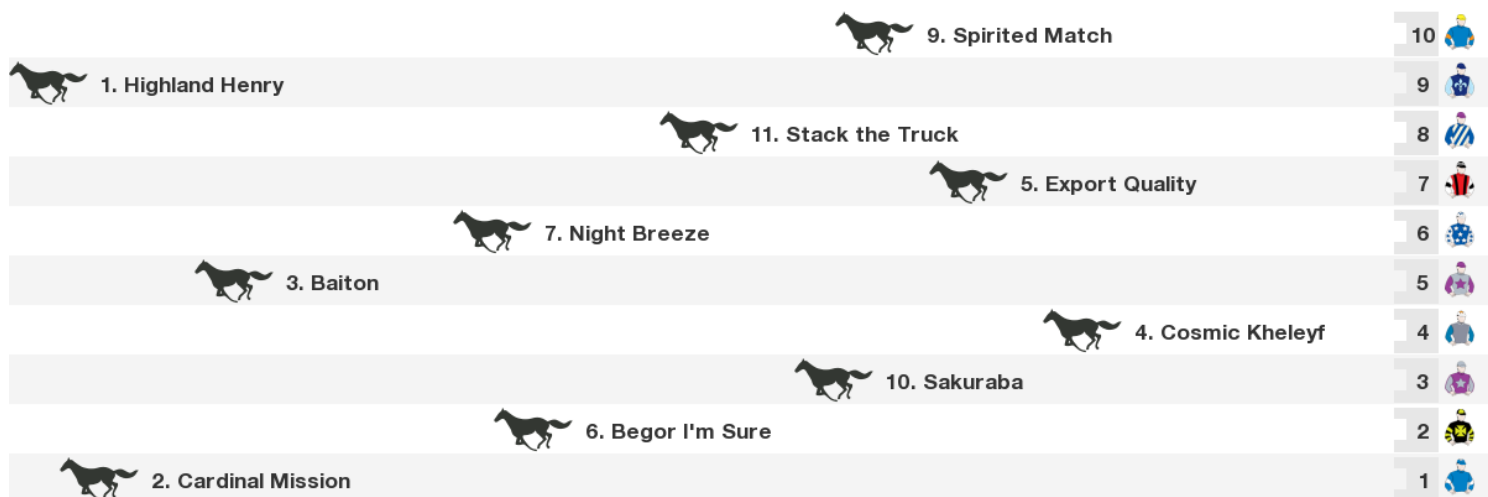 9. Spirited Match 10
1. Highland Henry 9
11. Stack the Truck 8
5. Export Quality 7
7. Night Breeze 6
3. Baiton 5
4. Cosmic Kheleyf 4
10. Sakuraba 3
6. Begor I'm Sure 2
2. Cardinal Mission 1